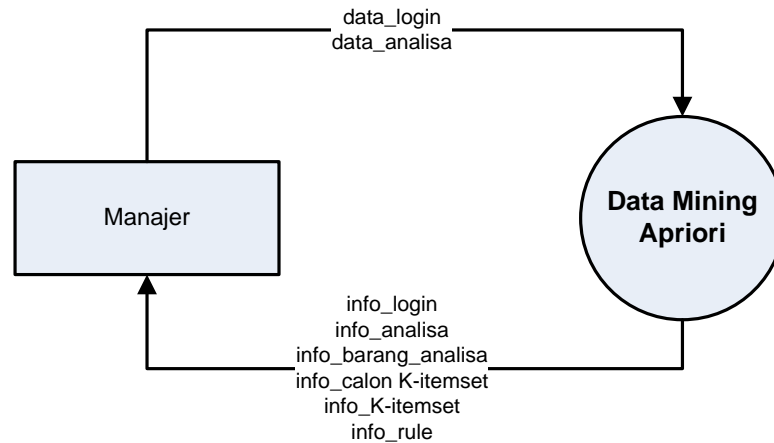 data_login
data_analisa
Manajer
Data Mining
Apriori
info_login
info_analisa
info_barang_analisa
info_calon K-itemset
info_K-itemset
info_rule